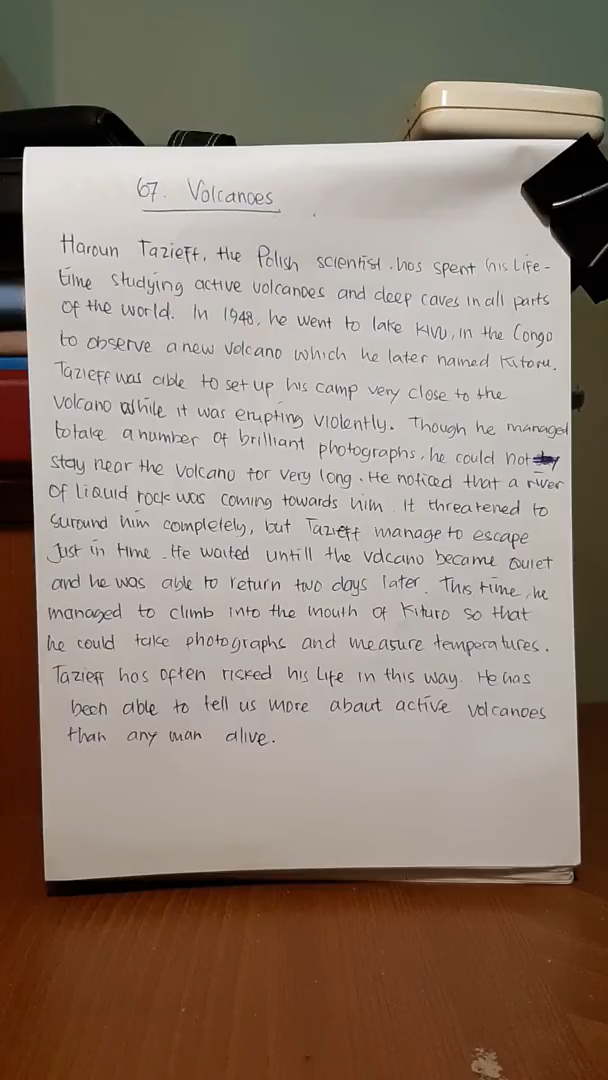 67. Volcanoes
Haroun Tazieff, the Polish scientist, has spent his life-
time studying active volcanoes and deep caves in all parts
of the world. In 1948, he went to lake KIVU, in the Congo
to observe a new volcano which he later named Kituru.
Tazieff was able to set up his camp very close to the
volcano while it was erupting violently. Though he managed
to take a number of brilliant photographs, he could not
stay near the volcano for very long. He noticed that a river
of liquid rock was coming towards him. It threatened to
suround him completely, but Tazieff manage to escape
Just in time. He waited untill the volcano became quiet
and he was able to return two days later. This time, he
managed to climb into the mouth of Kituro so that
he could take photographs and measure temperatures.
Tazieff has often risked his life in this way. He has
been able to tell us more abaut active volcanoes
than any man alive.